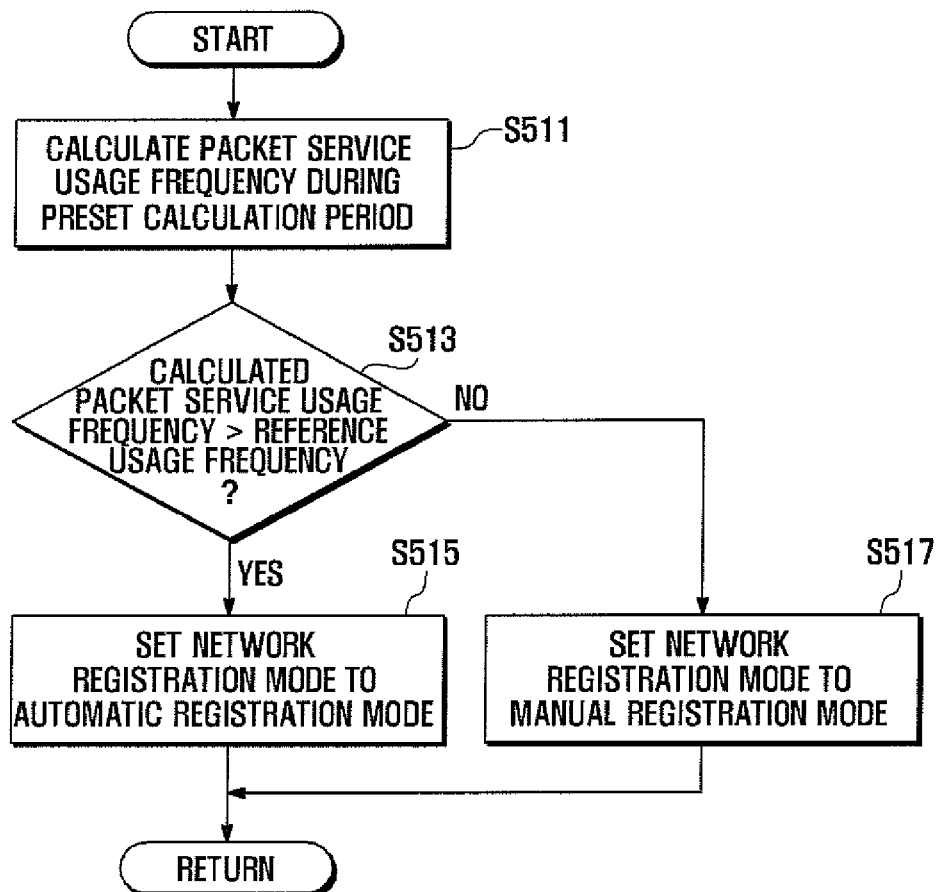 START
S511
CALCULATE PACKET SERVICE
USAGE FREQUENCY DURING
PRESET CALCULATION PERIOD
S513
CALCULATED
PACKET SERVICE USAGE
FREQUENCY > REFERENCE
USAGE FREQUENCY
?
NO
YES
S515
SET NETWORK
REGISTRATION MODE TO
AUTOMATIC REGISTRATION MODE
S517
SET NETWORK
REGISTRATION MODE TO
MANUAL REGISTRATION MODE
RETURN